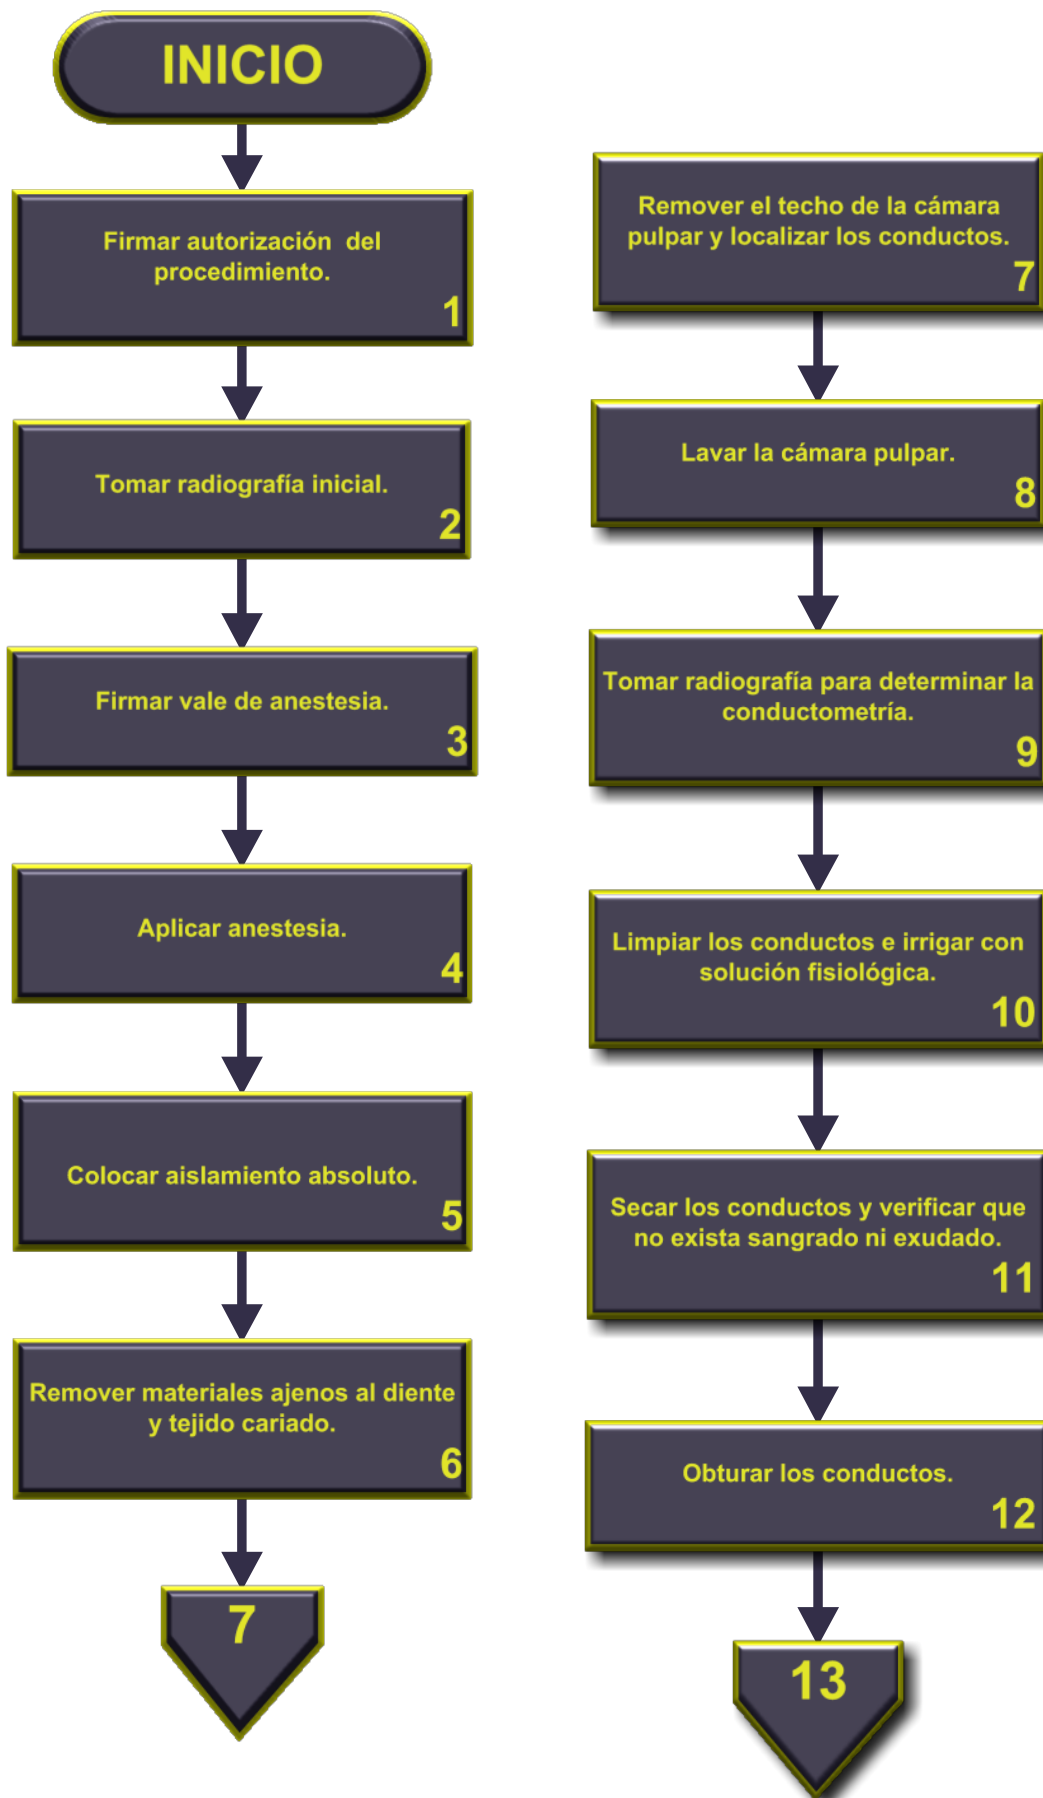 INICIO
Firmar autorización del
procedimiento.
1
Tomar radiografía inicial.
2
Firmar vale de anestesia.
3
Aplicar anestesia.
4
Colocar aislamiento absoluto.
5
Remover materiales ajenos al diente
y tejido cariado.
6
7
Remover el techo de la cámara
pulpar y localizar los conductos.
7
Lavar la cámara pulpar.
8
Tomar radiografía para determinar la
conductometría.
9
Limpiar los conductos e irrigar con
solución fisiológica.
10
Secar los conductos y verificar que
no exista sangrado ni exudado.
11
Obturar los conductos.
12
13